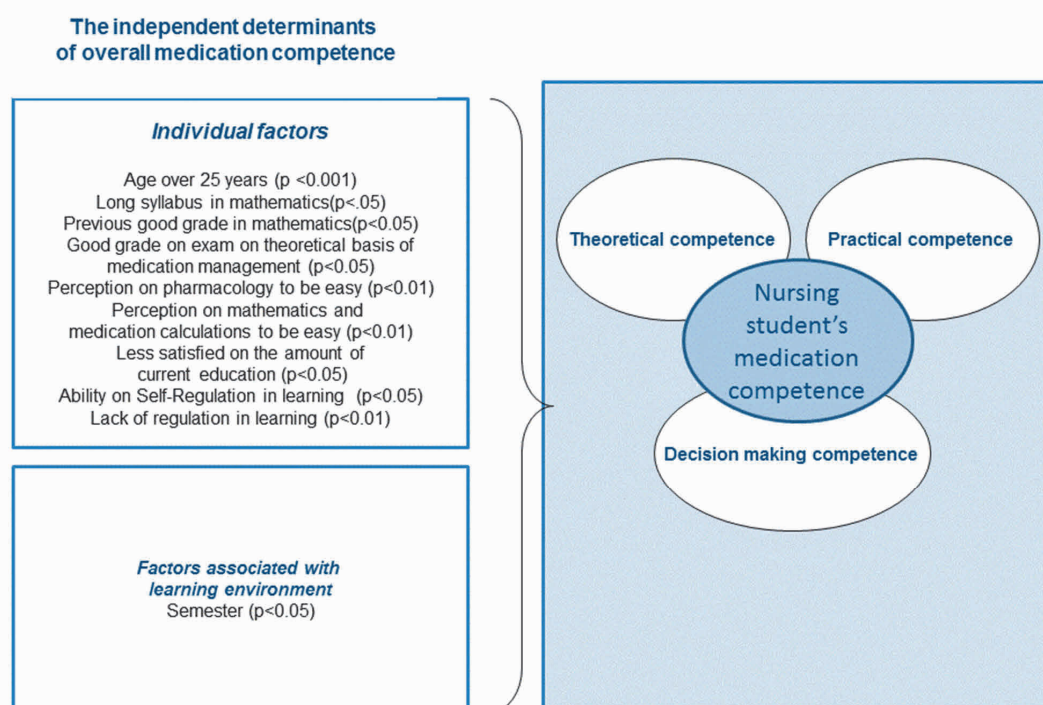 The independent determinants
of overall medication competence
Individual factors
Age over 25 years (p <0.001)
Long syllabus in mathematics(p<.05)
Previous good grade in mathematics(p<0.05)
Good grade on exam on theoretical basis of
medication management (p<0.05)
Perception on pharmacology to be easy (p<0.01)
Perception on mathematics and
medication calculations to be easy (p<0.01)
Less satisfied on the amount of
current education (p<0.05)
Ability on Self-Regulation in learning (p<0.05)
Lack of regulation in learning (p<0.01)
Factors associated with
learning environment
Semester (p<0.05)
Theoretical competence
Practical competence
Nursing
student's
medication
competence
Decision making competence